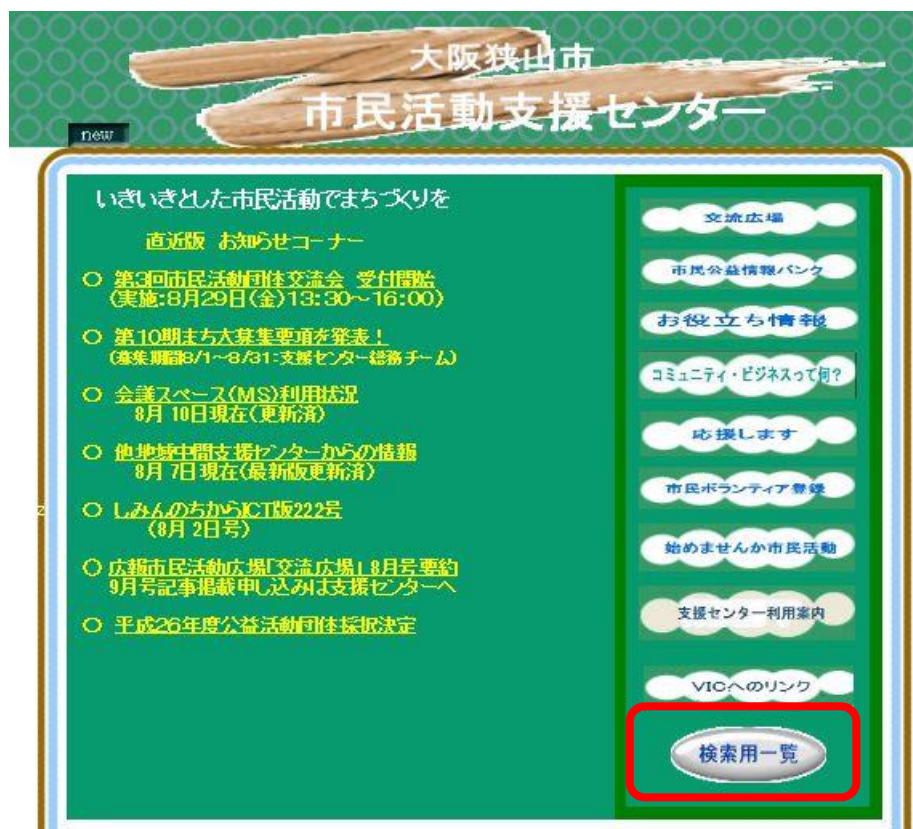 大阪狭山市
市民活動支援センター
new
いきいきとした市民活動でまちづくりを
直近版 お知らせコーナー
○ 第3回市民活動団体交流会 受付開始
(実施:8月29日(金)13:30~16:00)
○ 第10期まち大募集要項を発表!
(募集期間8/1~8/31:支援センター総務チーム)
○ 会議スペース(MS)利用状況
8月 10日現在(更新済)
○ 他地域中間支援センターからの情報
8月 7日現在(最新版更新済)
○ しみんのちからICT版222号
(8月 2日号)
○ 広報市民活動広場「交流広場」8月号要約
9月号記事掲載申し込みは支援センターへ
○ 平成26年度公益活動団体採択決定
交流広場
市民公益情報バンク
お役立ち情報
コミュニティ・ビジネスって何?
応援します
市民ボランティア登録
始めませんか市民活動
支援センター利用案内
VICへのリンク
検索用一覧